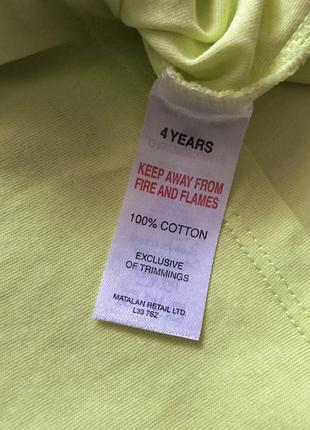 4 YEARS
KEEP AWAY FROM
FIRE AND FLAMES
100% COTTON
EXCLUSIVE
OF TRIMMINGS
MATALAN RETAIL LTD.
L33 7SZ